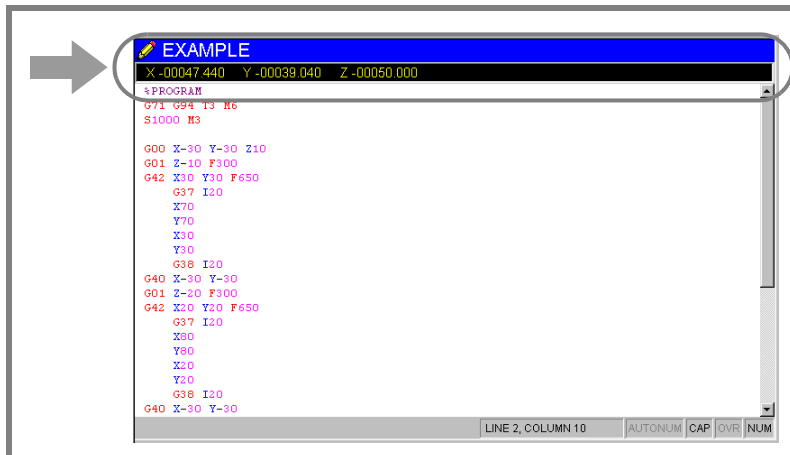 EXAMPLE
X -00047.440 Y -00039.040 Z -00050.000
%PROGRAM
G71 G94 T3 M6
S1000 M3
G00 X-30 Y-30 Z10
G01 Z-10 F300
G42 X30 Y30 F650
G37 I20
X70
Y70
X30
Y30
G38 I20
G40 X-30 Y-30
G01 Z-20 F300
G42 X20 Y20 F650
G37 I20
X80
Y80
X20
Y20
G38 I20
G40 X-30 Y-30
LINE 2, COLUMN 10 AUTONUM CAP OVR NUM